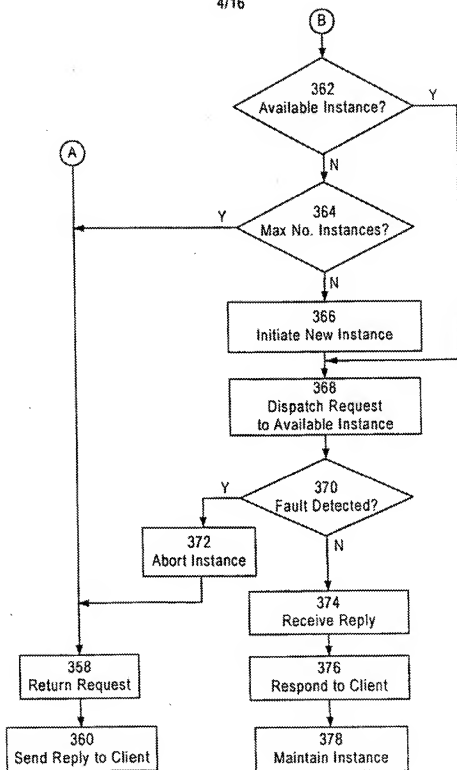 4/16
B
362
Available Instance?
Y
N
A
364
Max No. Instances?
Y
N
366
Initiate New Instance
368
Dispatch Request
to Available Instance
370
Fault Detected?
Y
N
372
Abort Instance
374
Receive Reply
358
Return Request
376
Respond to Client
360
Send Reply to Client
378
Maintain Instance